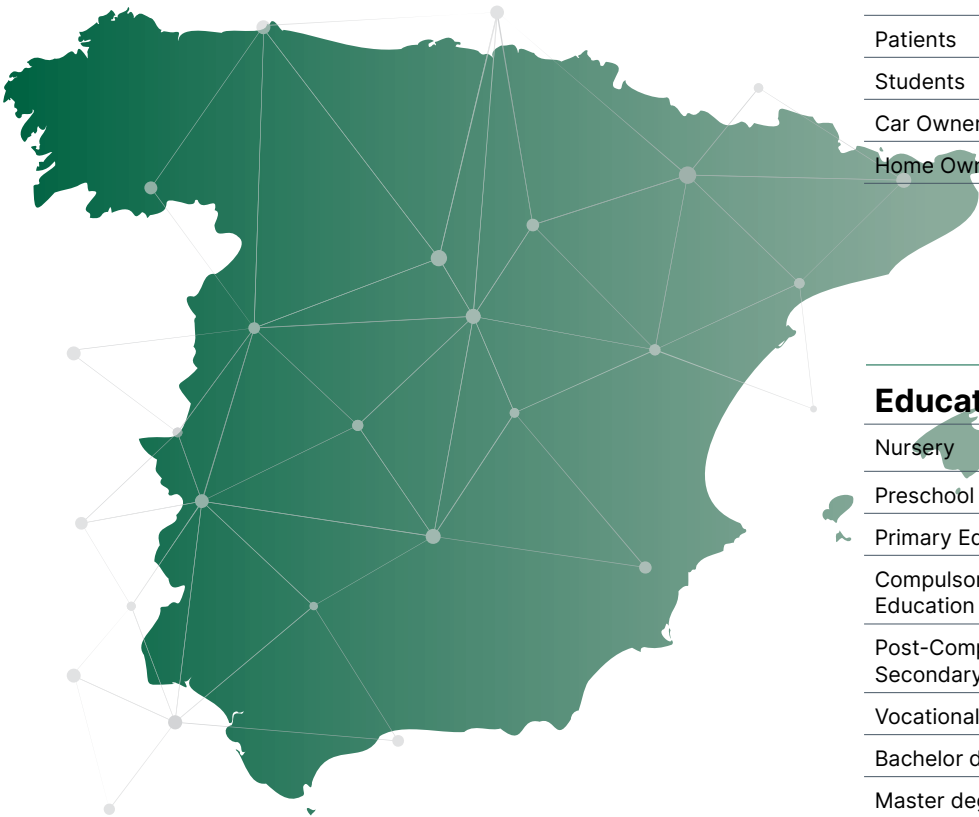 Patients
Students
Car Owner
Home Own
Educat
Nursery
Preschool
Primary Ed
Compulsor
Education
Post-Comp
Secondary
Vocational
Bachelor d
Master deg